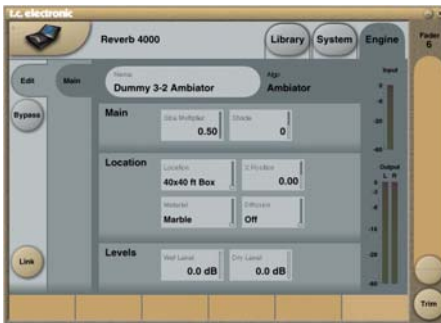 t.c. electronic
Reverb 4000
Library
System
Engine
Fader
6
Edit
Main
Name
Dummy 3-2 Ambiator
Algo
Ambiator
Input
Bypass
Main
Size Multiplier
0.50
Shade
0
Location
Location
40x40 ft Box
X Position
0.00
Output
L R
Material
Marble
Diffusion
Off
Link
Levels
Wet Level
0.0 dB
Dry Level
0.0 dB
Trim